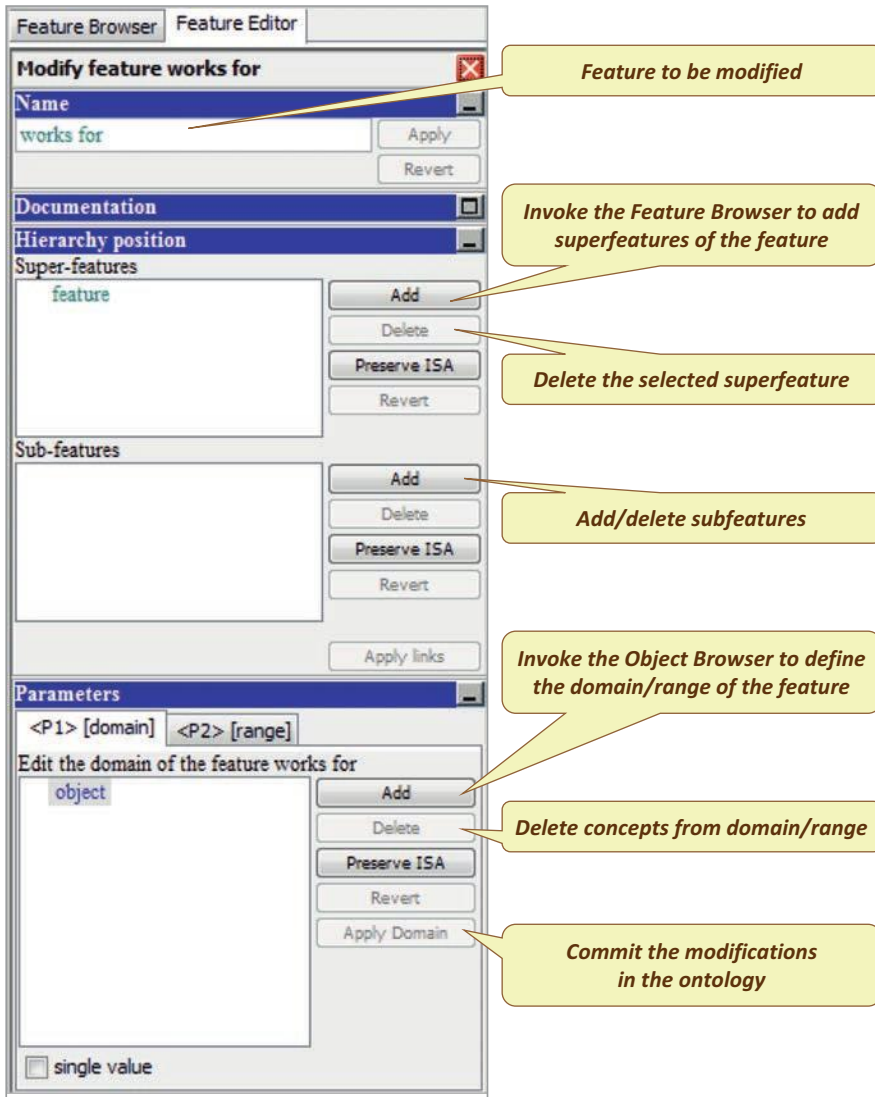 Feature Browser Feature Editor
Modify feature works for
Feature to be modified
Name
works for
Apply
Revert
Documentation
Hierarchy position
Invoke the Feature Browser to add
superfeatures of the feature
Super-features
feature
Add
Delete
Preserve ISA
Revert
Delete the selected superfeature
Sub-features
Add
Delete
Preserve ISA
Revert
Add/delete subfeatures
Apply links
Invoke the Object Browser to define
the domain/range of the feature
Parameters
<P1> [domain] <P2> [range]
Edit the domain of the feature works for
object
Add
Delete
Preserve ISA
Revert
Apply Domain
Delete concepts from domain/range
Commit the modifications
in the ontology
single value